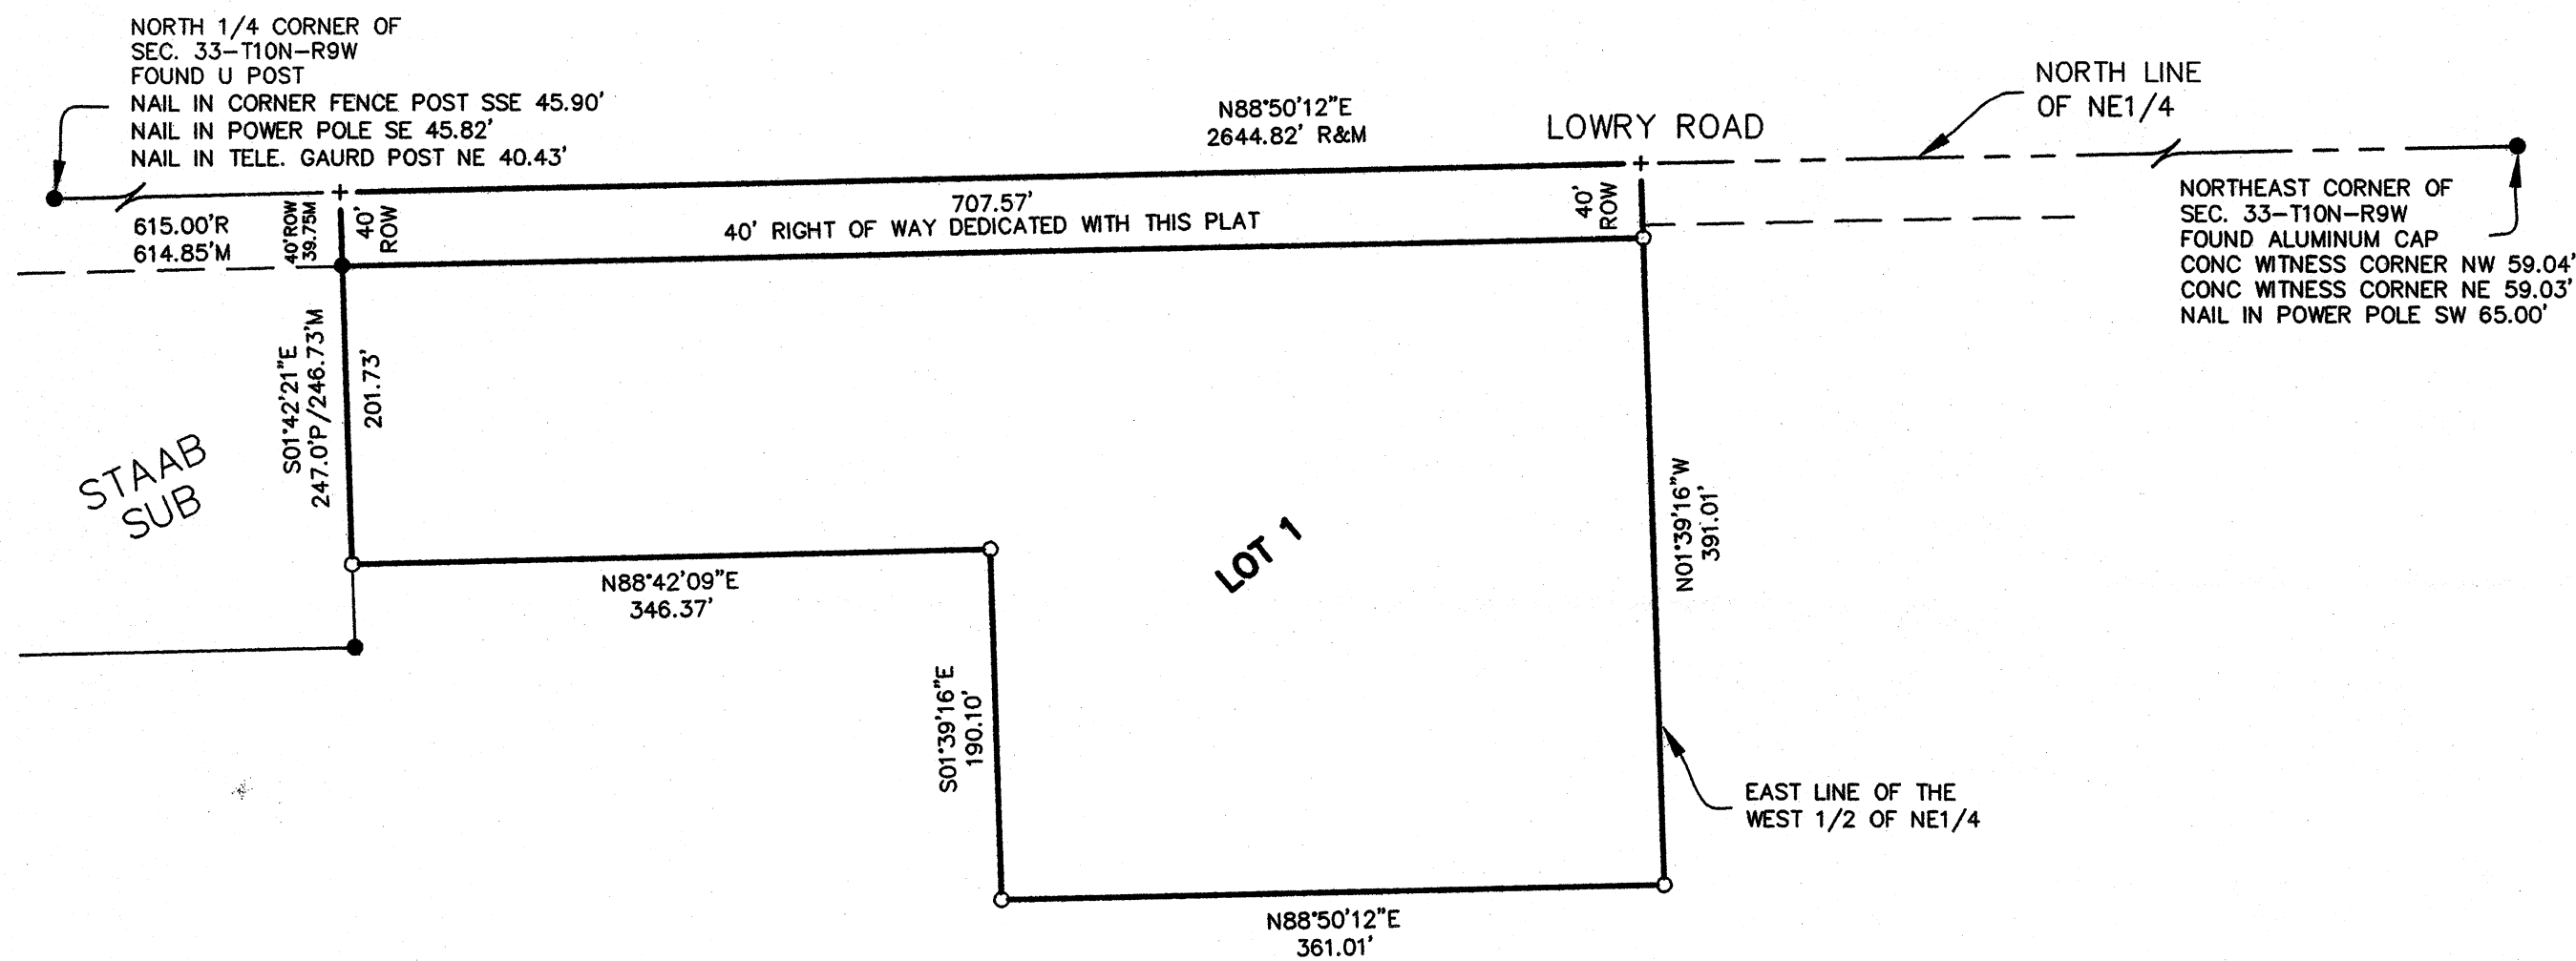 NORTH 1/4 CORNER OF
SEC. 33-T10N-R9W
FOUND U POST
NAIL IN CORNER FENCE POST SSE 45.90'
NAIL IN POWER POLE SE 45.82'
NAIL IN TELE. GAURD POST NE 40.43'
N88°50'12"E
2644.82' R&M
LOWRY ROAD
NORTH LINE
OF NE1/4
615.00'R
614.85'M
40'ROW
39.75M
40'
ROW
707.57'
40' RIGHT OF WAY DEDICATED WITH THIS PLAT
40'
ROW
NORTHEAST CORNER OF
SEC. 33-T10N-R9W
FOUND ALUMINUM CAP
CONC WITNESS CORNER NW 59.04'
CONC WITNESS CORNER NE 59.03'
NAIL IN POWER POLE SW 65.00'
STAAB
SUB
S01°42'21"E
247.0'P/246.73'M
201.73'
N88°42'09"E
346.37'
LOT 1
N01°39'16"W
391.01'
S01°39'16"E
190.10'
EAST LINE OF THE
WEST 1/2 OF NE1/4
N88°50'12"E
361.01'